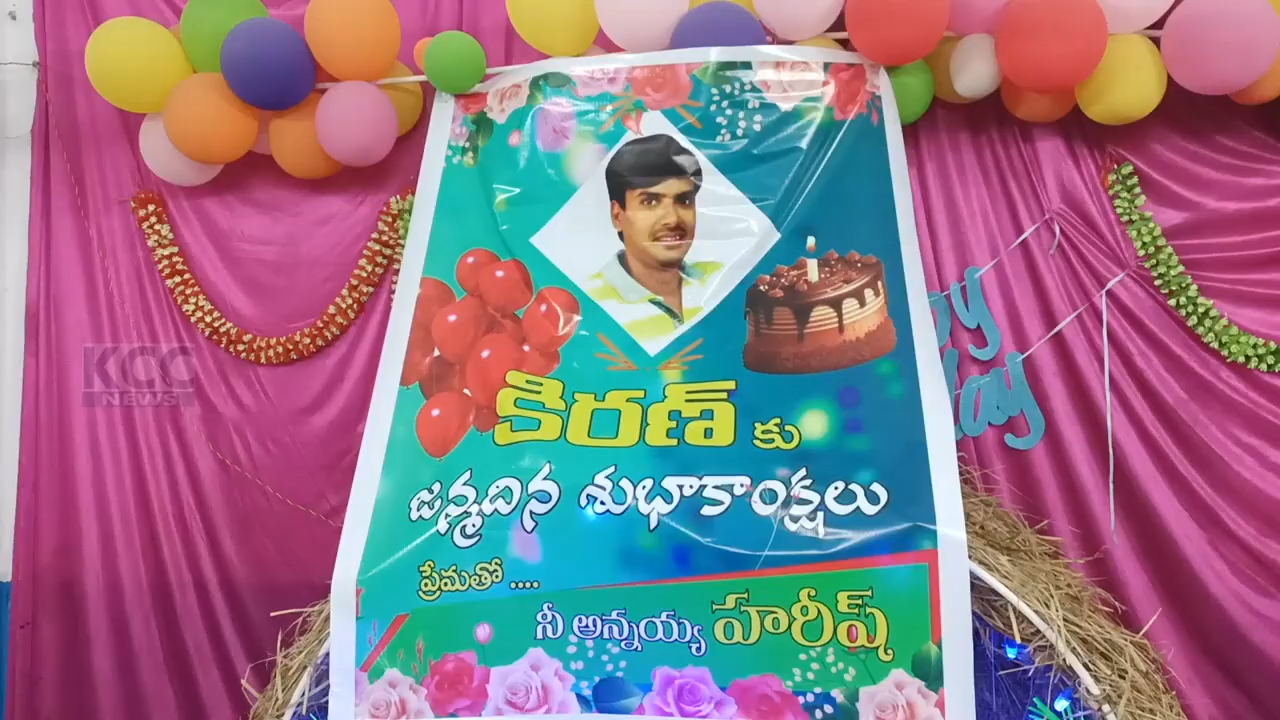 KCC
NEWS
కిరణ్ కు
జన్మదిన శుభాకాంక్షలు
ప్రేమతో ....
నీ అన్నయ్య హరీష్